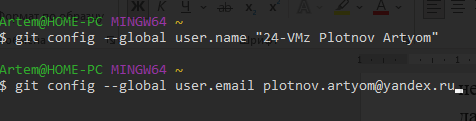 Artem@HOME-PC MINGW64 ~
$ git config --global user.name "24-VMz Plotnov Artyom"
Artem@HOME-PC MINGW64 ~
$ git config --global user.email plotnov.artyom@yandex.ru